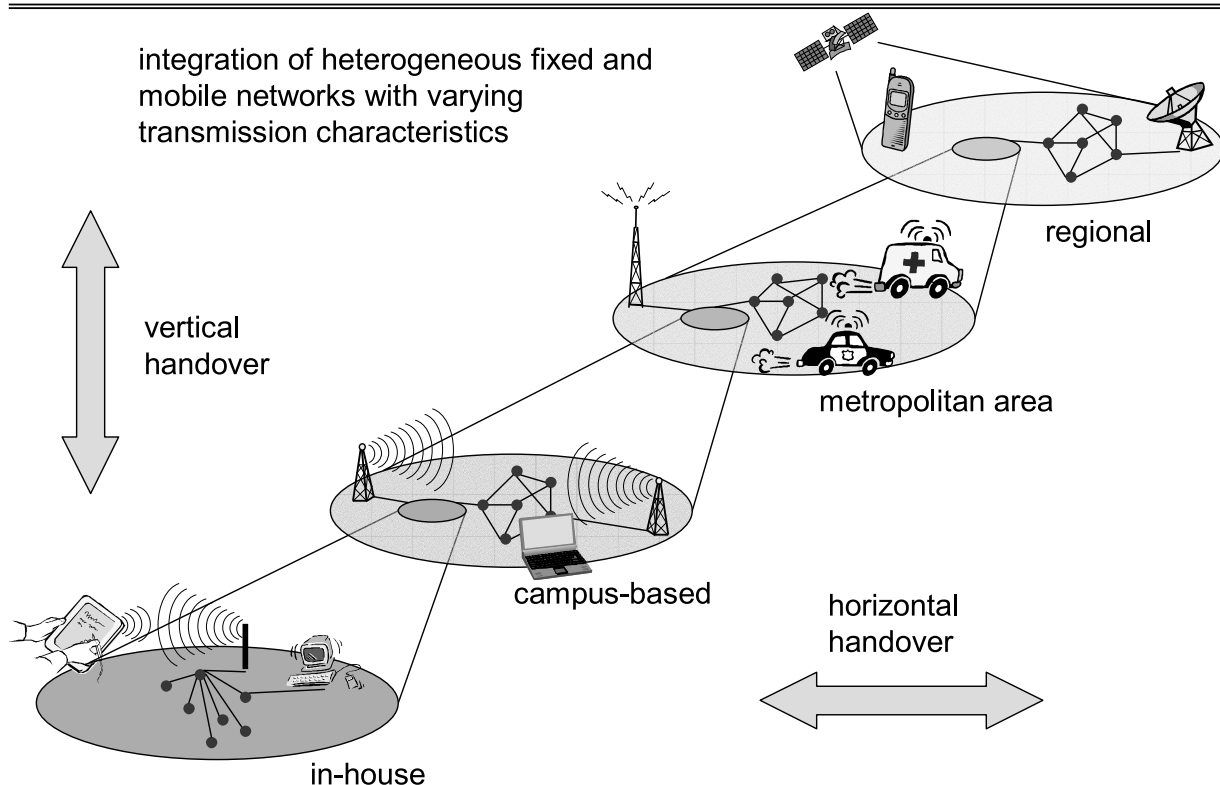 integration of heterogeneous fixed and
mobile networks with varying
transmission characteristics
regional
vertical
handover
metropolitan area
campus-based
horizontal
handover
in-house